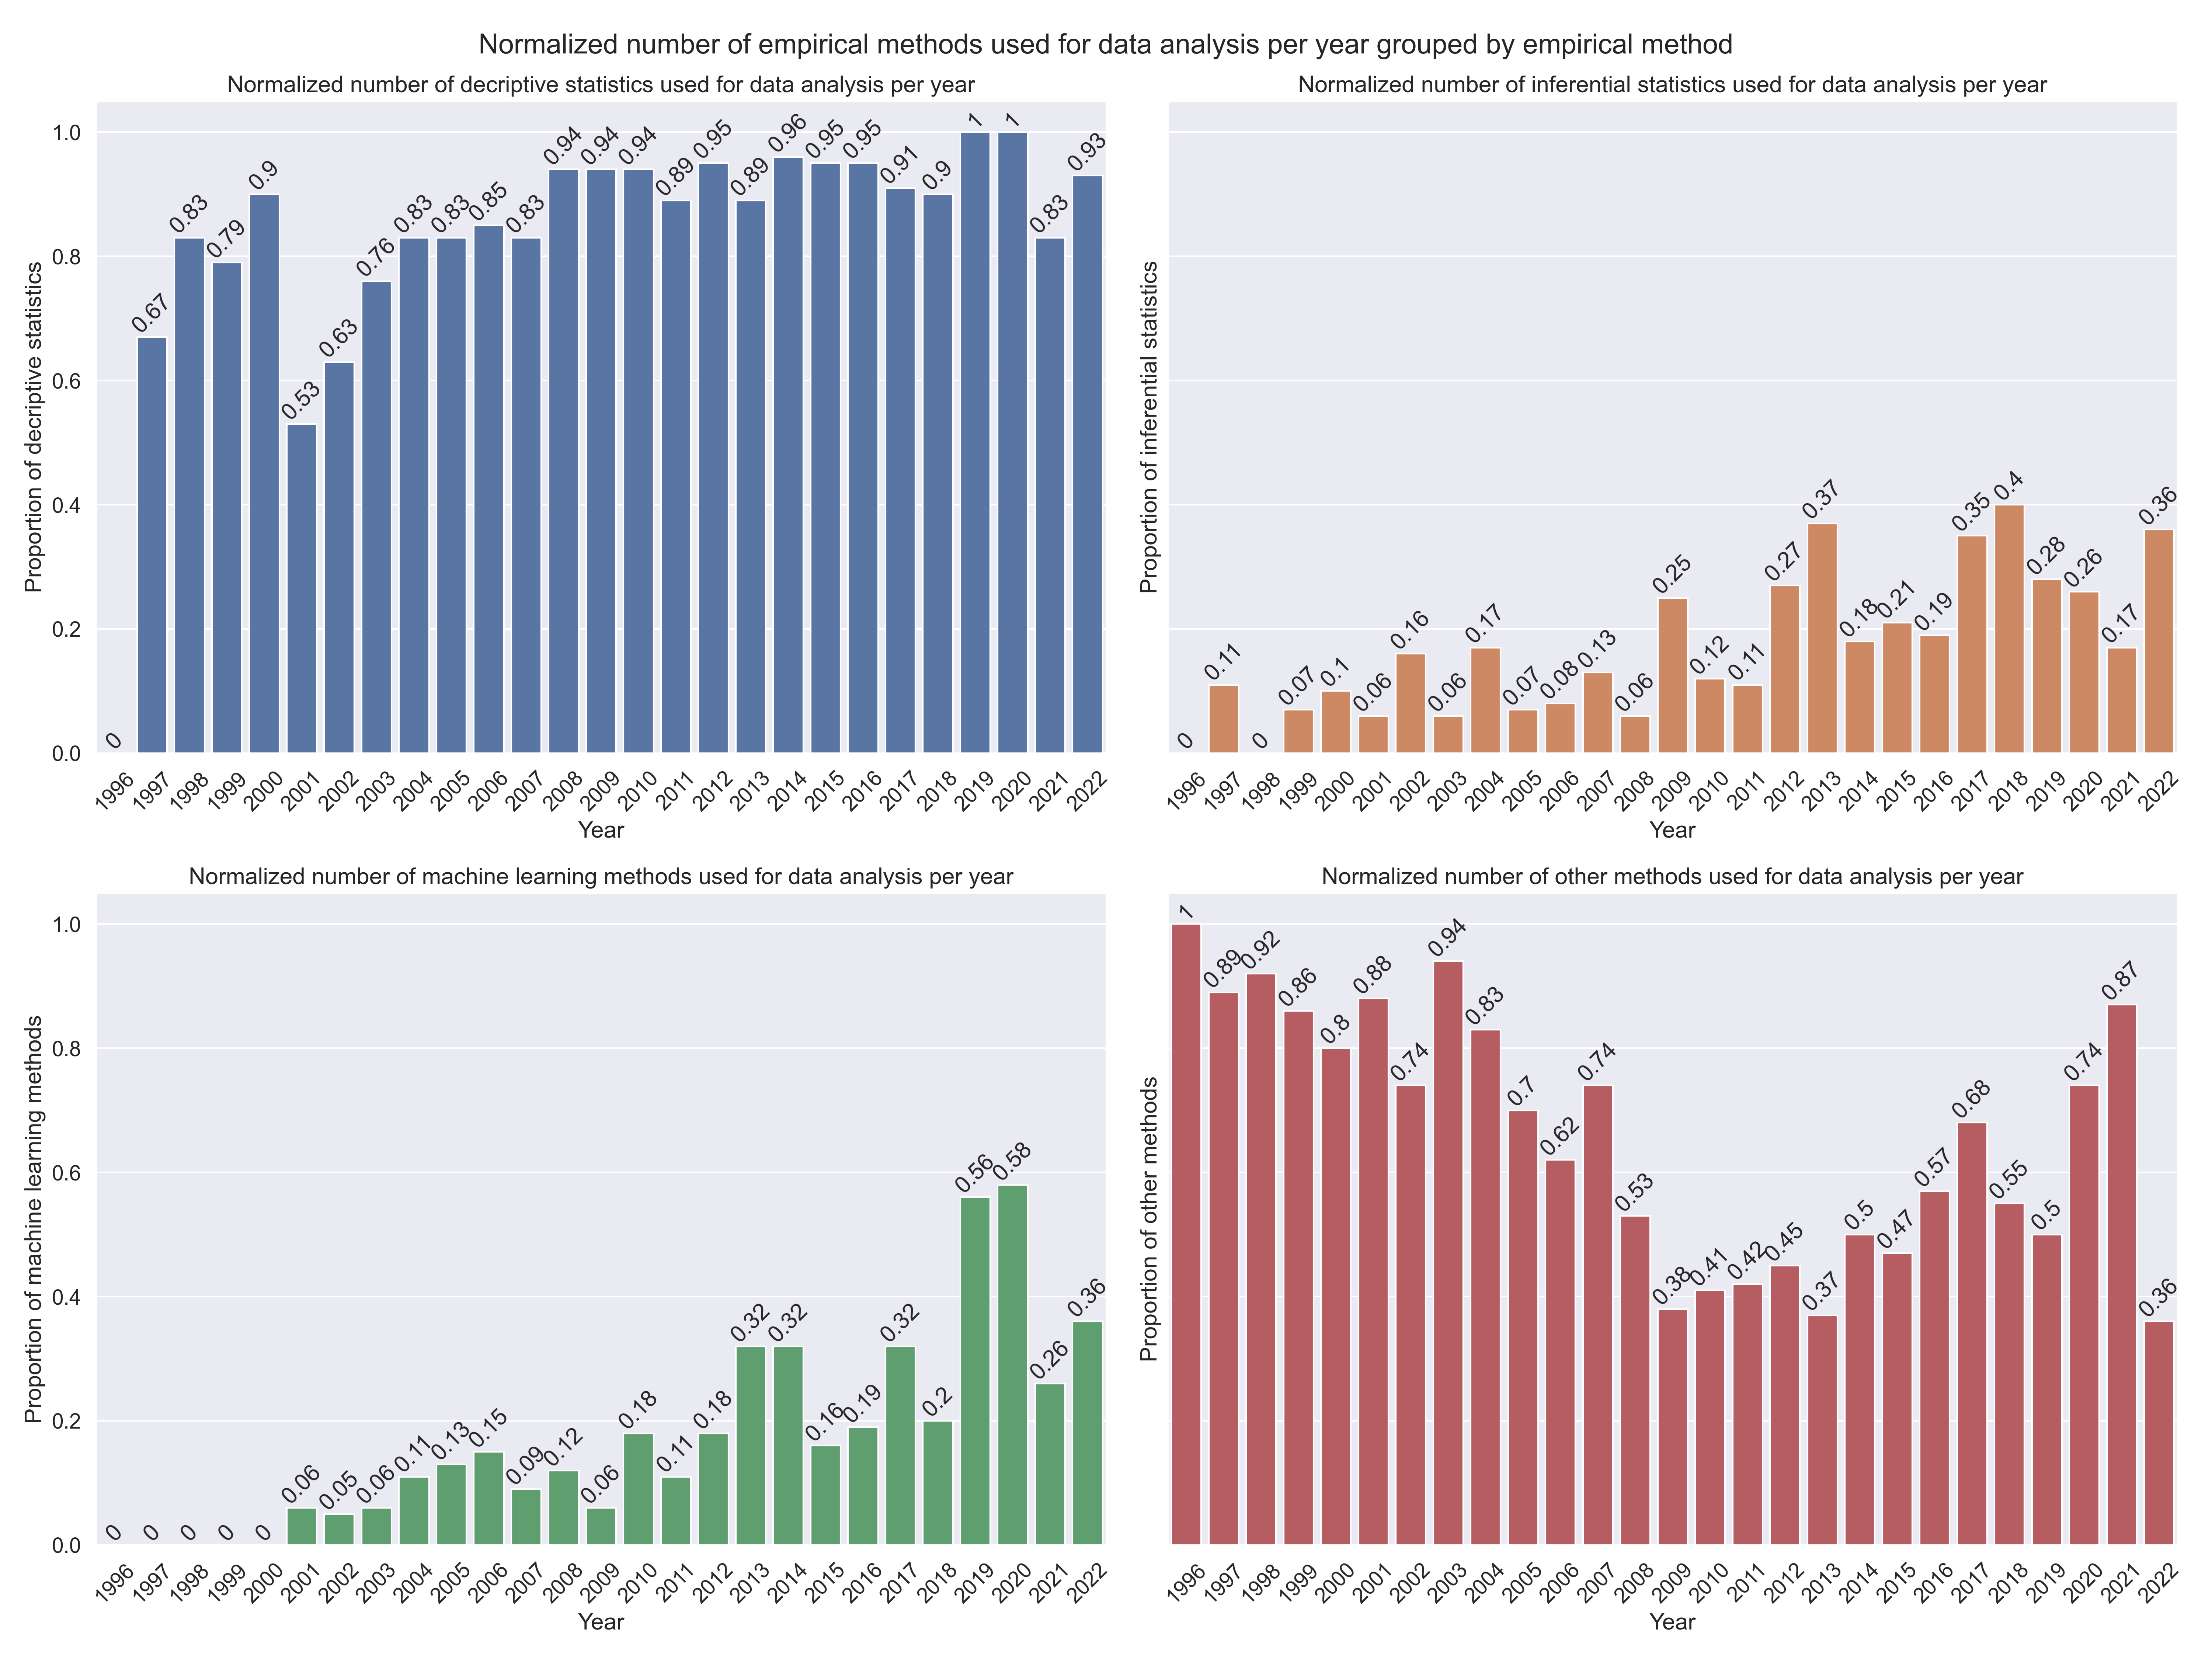 Normalized number of empirical methods used for data analysis per year grouped by empirical method
Normalized number of decriptive statistics used for data analysis per year
Proportion of decriptive statistics
1.0
0.8
0.6
0.4
0.2
0.0
0 0.67 0.83 0.79 0.9 0.53 0.63 0.76 0.83 0.83 0.85 0.83 0.94 0.94 0.94 0.89 0.95 0.89 0.96 0.95 0.95 0.91 0.9 1 1 0.83 0.93
1996 1997 1998 1999 2000 2001 2002 2003 2004 2005 2006 2007 2008 2009 2010 2011 2012 2013 2014 2015 2016 2017 2018 2019 2020 2021 2022
Year
Normalized number of inferential statistics used for data analysis per year
Proportion of inferential statistics
0 0.11 0 0.07 0.1 0.06 0.16 0.06 0.17 0.07 0.08 0.13 0.06 0.25 0.12 0.11 0.27 0.37 0.18 0.21 0.19 0.35 0.4 0.28 0.26 0.17 0.36
1996 1997 1998 1999 2000 2001 2002 2003 2004 2005 2006 2007 2008 2009 2010 2011 2012 2013 2014 2015 2016 2017 2018 2019 2020 2021 2022
Year
Normalized number of machine learning methods used for data analysis per year
Proportion of machine learning methods
1.0
0.8
0.6
0.4
0.2
0.0
0 0 0 0 0 0.06 0.05 0.06 0.11 0.13 0.15 0.09 0.12 0.06 0.18 0.11 0.18 0.32 0.32 0.16 0.19 0.32 0.2 0.56 0.58 0.26 0.36
1996 1997 1998 1999 2000 2001 2002 2003 2004 2005 2006 2007 2008 2009 2010 2011 2012 2013 2014 2015 2016 2017 2018 2019 2020 2021 2022
Year
Normalized number of other methods used for data analysis per year
Proportion of other methods
1 0.89 0.92 0.86 0.8 0.88 0.74 0.94 0.83 0.7 0.62 0.74 0.53 0.38 0.41 0.42 0.45 0.37 0.5 0.47 0.57 0.68 0.55 0.5 0.74 0.87 0.36
1996 1997 1998 1999 2000 2001 2002 2003 2004 2005 2006 2007 2008 2009 2010 2011 2012 2013 2014 2015 2016 2017 2018 2019 2020 2021 2022
Year